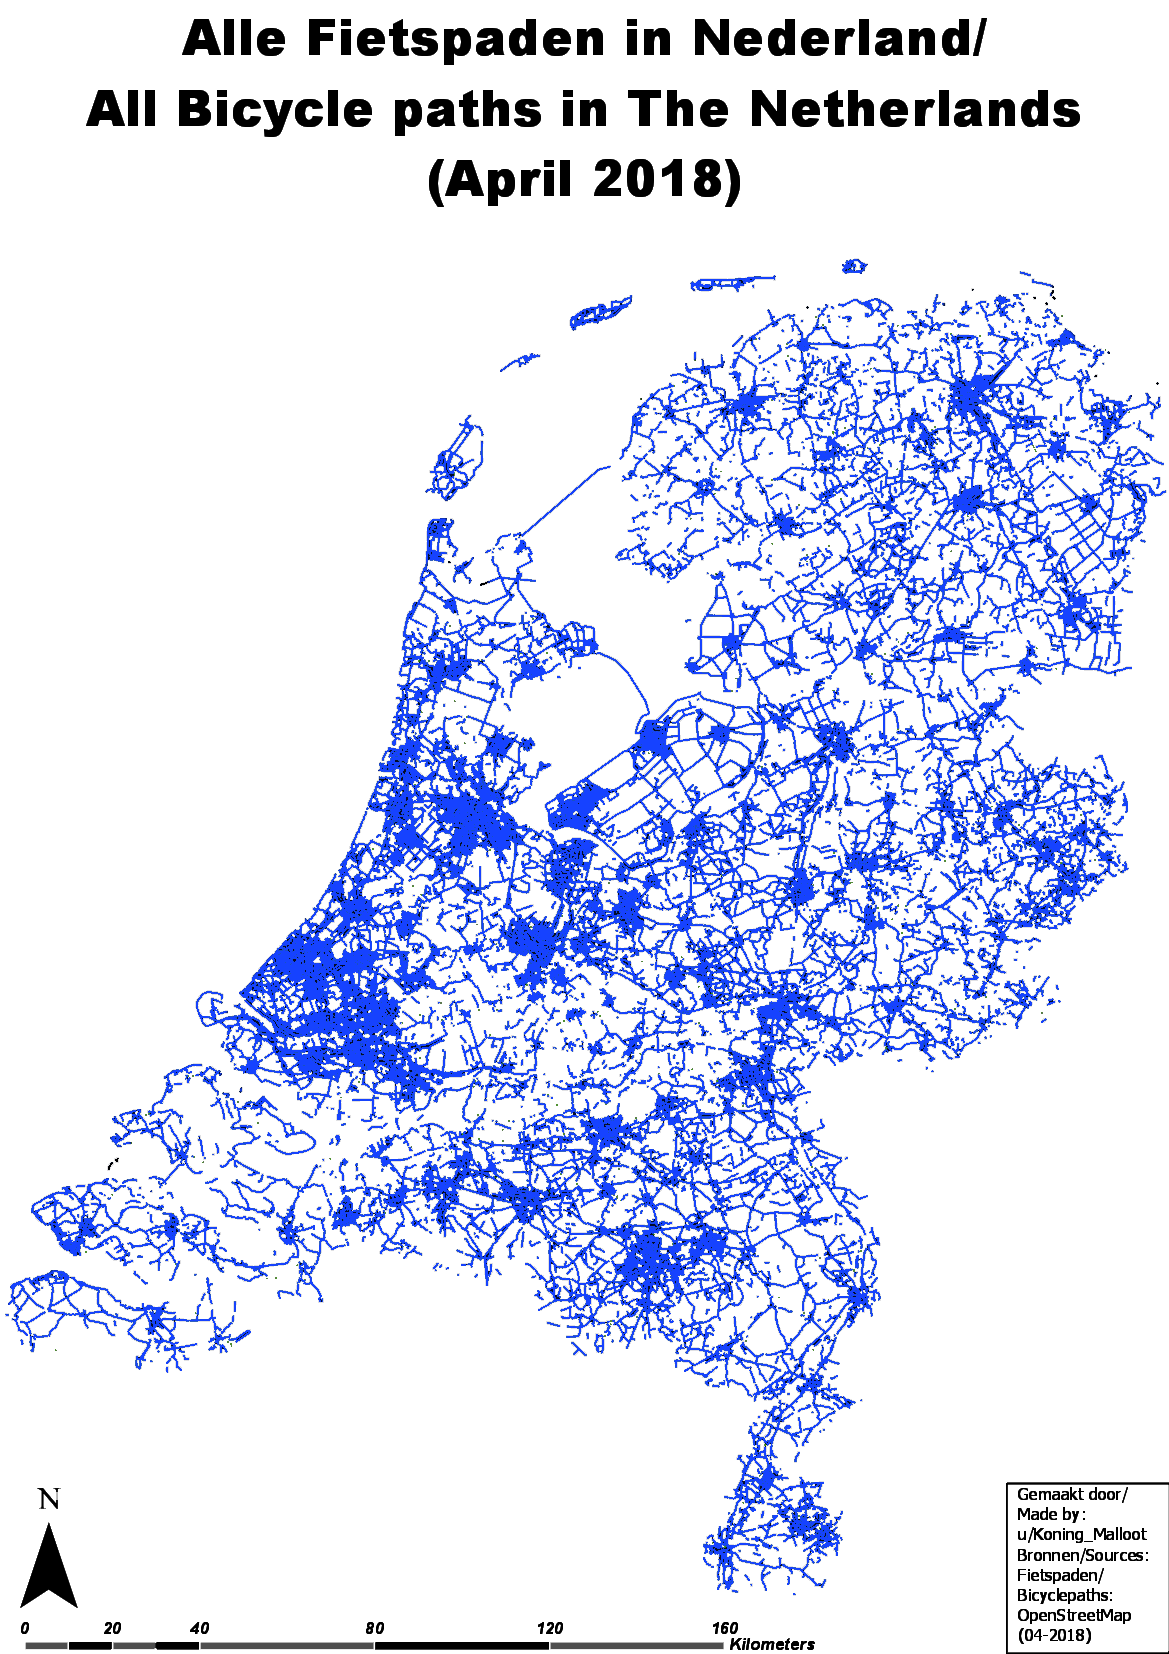 Alle Fietspaden in Nederland/
All Bicycle paths in The Netherlands
(April 2018)
N
0 20 40 80 120 160
Kilometers
Gemaakt door/
Made by:
u/Koning_Malloot
Bronnen/Sources:
Fietspaden/
Bicyclepaths:
OpenStreetMap
(04-2018)